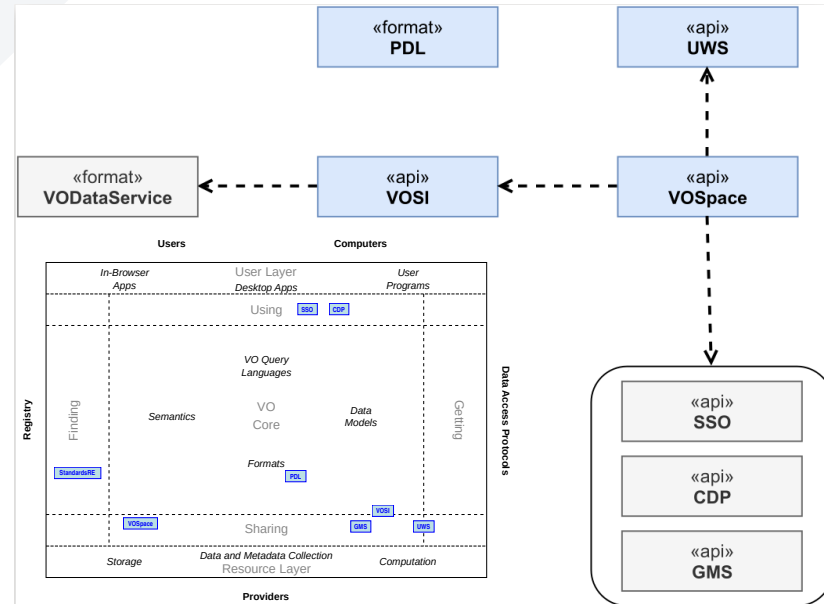 «format»
PDL
«api»
UWS
«format»
VODataService
«api»
VOSI
«api»
VOSpace
Users
Computers
In-Browser
Apps
User Layer
Desktop Apps
User
Programs
Using
SSO
CDP
VO Query
Languages
Registry
Finding
Semantics
VO
Core
Data
Models
Getting
Data Access Protocols
Formats
StandardsRE
PDL
VOSpace
VOSI
Sharing
GMS
UWS
Storage
Data and Metadata Collection
Resource Layer
Computation
Providers
«api»
SSO
«api»
CDP
«api»
GMS